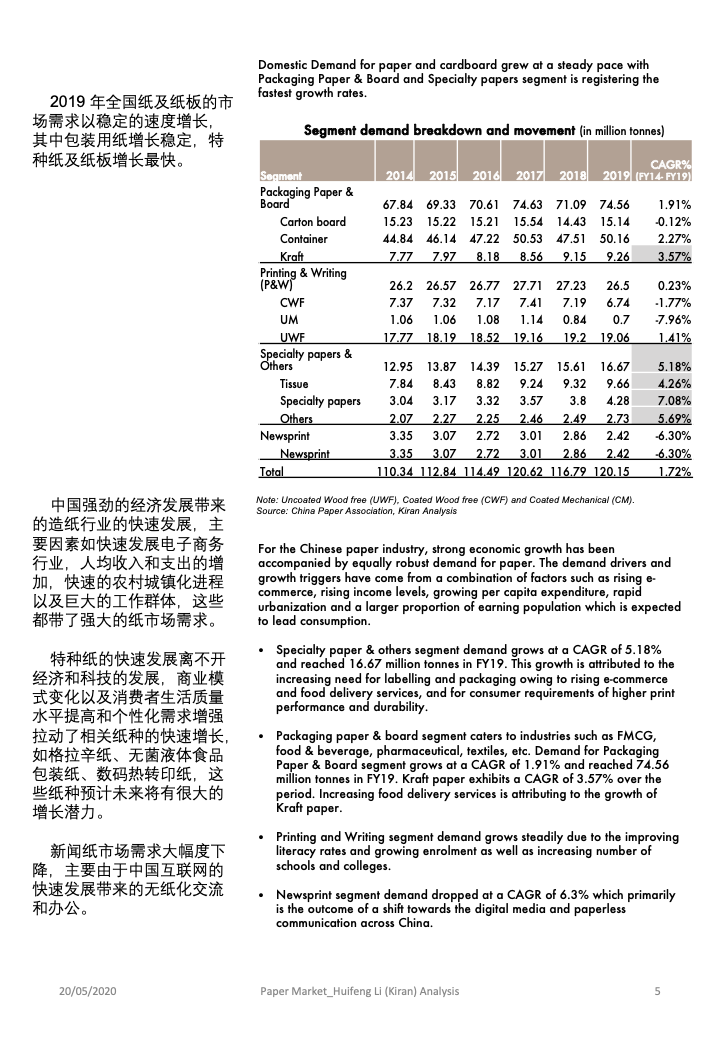 2019 年全国纸及纸板的市
场需求以稳定的速度增长，
其中包装用纸增长稳定，特
种纸及纸板增长最快。
Domestic Demand for paper and cardboard grew at a steady pace with
Packaging Paper & Board and Specialty papers segment is registering the
fastest growth rates.
Segment demand breakdown and movement (in million tonnes)
Segment 2014 2015 2016 2017 2018 2019 CAGR% (FY14- FY19)
Packaging Paper &
Board 67.84 69.33 70.61 74.63 71.09 74.56 1.91%
Carton board 15.23 15.22 15.21 15.54 14.43 15.14 -0.12%
Container 44.84 46.14 47.22 50.53 47.51 50.16 2.27%
Kraft 7.77 7.97 8.18 8.56 9.15 9.26 3.57%
Printing & Writing
(P&W) 26.2 26.57 26.77 27.71 27.23 26.5 0.23%
CWF 7.37 7.32 7.17 7.41 7.19 6.74 -1.77%
UM 1.06 1.06 1.08 1.14 0.84 0.7 -7.96%
UWF 17.77 18.19 18.52 19.16 19.2 19.06 1.41%
Specialty papers &
Others 12.95 13.87 14.39 15.27 15.61 16.67 5.18%
Tissue 7.84 8.43 8.82 9.24 9.32 9.66 4.26%
Specialty papers 3.04 3.17 3.32 3.57 3.8 4.28 7.08%
Others 2.07 2.27 2.25 2.46 2.49 2.73 5.69%
Newsprint 3.35 3.07 2.72 3.01 2.86 2.42 -6.30%
Newsprint 3.35 3.07 2.72 3.01 2.86 2.42 -6.30%
Total 110.34 112.84 114.49 120.62 116.79 120.15 1.72%
Note: Uncoated Wood free (UWF), Coated Wood free (CWF) and Coated Mechanical (CM).
Source: China Paper Association, Kiran Analysis
中国强劲的经济发展带来
的造纸行业的快速发展，主
要因素如快速发展电子商务
行业，人均收入和支出的增
加，快速的农村城镇化进程
以及巨大的工作群体，这些
都带了强大的纸市场需求。
特种纸的快速发展离不开
经济和科技的发展，商业模
式变化以及消费者生活质量
水平提高和个性化需求增强
拉动了相关纸种的快速增长，
如格拉辛纸、无菌液体食品
包装纸、数码热转印纸，这
些纸种预计未来将有很大的
增长潜力。
新闻纸市场需求大幅度下
降，主要由于中国互联网的
快速发展带来的无纸化交流
和办公。
For the Chinese paper industry, strong economic growth has been
accompanied by equally robust demand for paper. The demand drivers and
growth triggers have come from a combination of factors such as rising e-
commerce, rising income levels, growing per capita expenditure, rapid
urbanization and a larger proportion of earning population which is expected
to lead consumption.
• Specialty paper & others segment demand grows at a CAGR of 5.18%
and reached 16.67 million tonnes in FY19. This growth is attributed to the
increasing need for labelling and packaging owing to rising e-commerce
and food delivery services, and for consumer requirements of higher print
performance and durability.
• Packaging paper & board segment caters to industries such as FMCG,
food & beverage, pharmaceutical, textiles, etc. Demand for Packaging
Paper & Board segment grows at a CAGR of 1.91% and reached 74.56
million tonnes in FY19. Kraft paper exhibits a CAGR of 3.57% over the
period. Increasing food delivery services is attributing to the growth of
Kraft paper.
• Printing and Writing segment demand grows steadily due to the improving
literacy rates and growing enrolment as well as increasing number of
schools and colleges.
• Newsprint segment demand dropped at a CAGR of 6.3% which primarily
is the outcome of a shift towards the digital media and paperless
communication across China.
20/05/2020 Paper Market_Huifeng Li (Kiran) Analysis 5